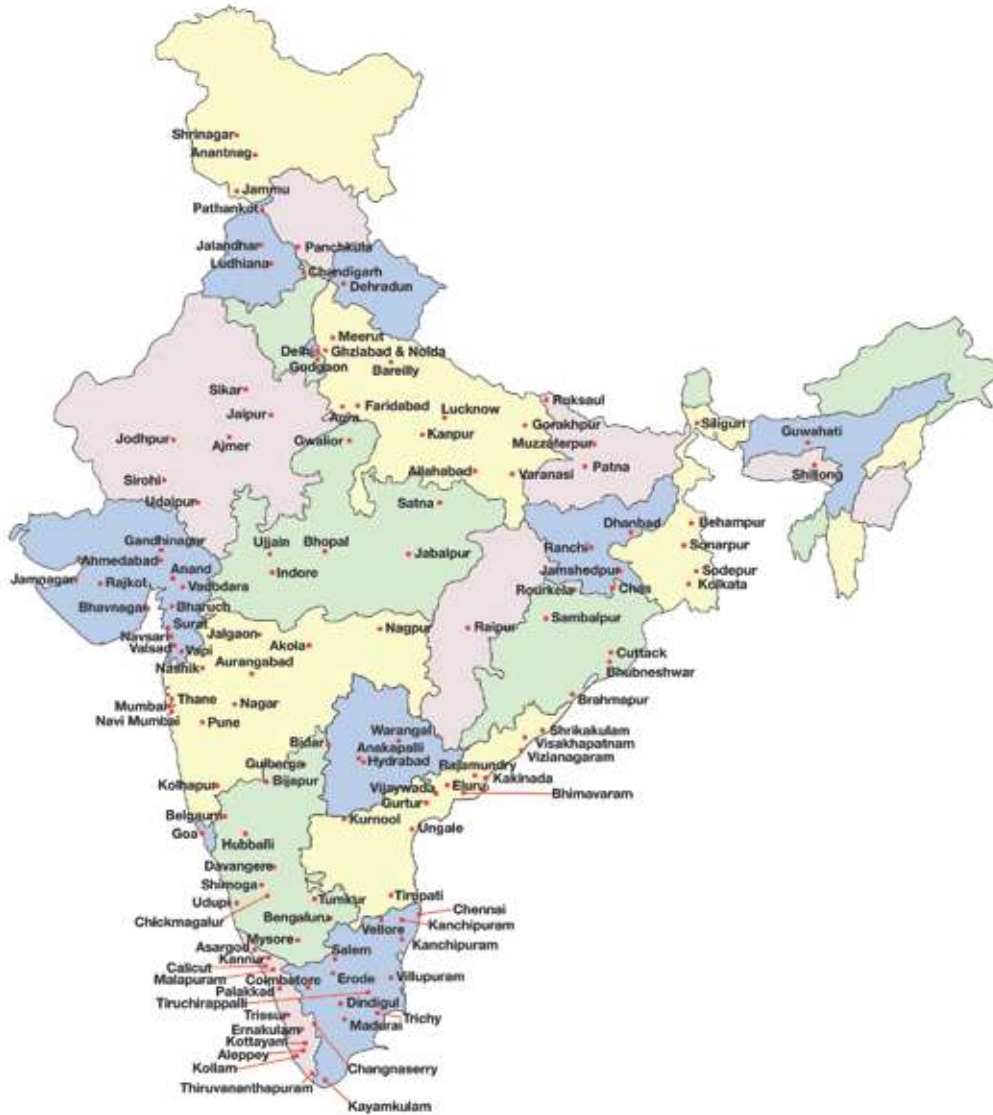 Shrinagar
Anantnag
Jammu
Pathankot
Jalandhar
Panchkula
Ludhiana
Chandigarh
Dehradun
Meerut
Delhi
Ghziabad & Noida
Godgaon
Bareilly
Sikar
Ruksaul
Jaipur
Agra
Faridabad
Lucknow
Siliguri
Gorakhpur
Jodhpur
Ajmer
Gwalior
Kanpur
Muzzaferpur
Guwahati
Sirohi
Allahabad
Varanasi
Patna
Shillong
Udaipur
Satna
Dhanbad
Behampur
Gandhinagar
Ujjain
Bhopal
Jabalpur
Ranchi
Sonarpur
Ahmedabad
Jamnagar
Rajkot
Anand
Vadodara
Indore
Jamshedpur
Sodepur
Rourkela
Chas
Kolkata
Bhavnagar
Bharuch
Surat
Sambalpur
Navsari
Jalgaon
Nagpur
Raipur
Valsad
Vapi
Akola
Cuttack
Nashik
Aurangabad
Bhubneshwar
Thane
Brahmapur
Mumbai
Nagar
Navi Mumbai
Pune
Warangal
Shrikakulam
Bidar
Anakapalli
Visakhapatnam
Gulberga
Hydrabad
Vizianagaram
Rajamundry
Kolhapur
Bijapur
Vijaywada
Eluru
Kakinada
Gurtur
Bhimavaram
Belgaum
Kurnool
Goa
Hubballi
Ungale
Davangere
Shimoga
Udupi
Tumkur
Tirupati
Chickmagalur
Bengaluru
Vellore
Chennai
Kanchipuram
Mysore
Kanchipuram
Asargod
Kannur
Salem
Calicut
Malapuram
Coimbatore
Erode
Villupuram
Palakkad
Tiruchirappalli
Dindigul
Trissur
Madurai
Trichy
Ernakulam
Kottayam
Aleppey
Kollam
Changnaserry
Thiruvananthapuram
Kayamkulam